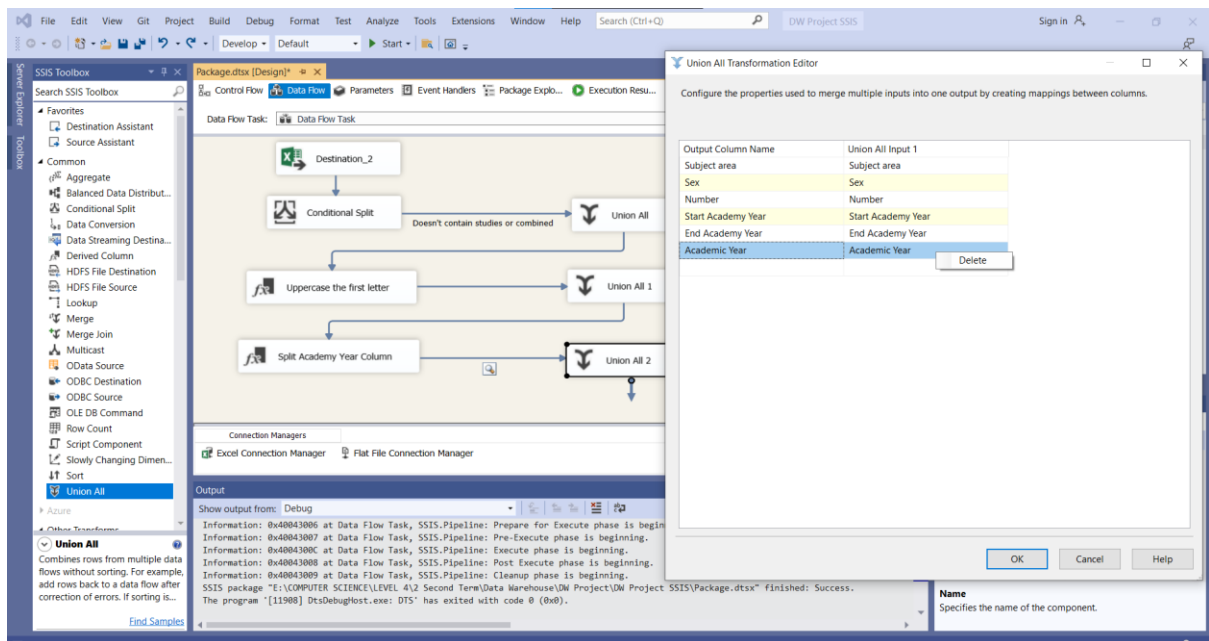 File Edit View Git Project Build Debug Format Test Analyze Tools Extensions Window Help Search (Ctrl+Q) DW Project SSIS Sign in
Develop Default Start
Server Explorer
Toolbox
SSIS Toolbox
Search SSIS Toolbox
Favorites
Destination Assistant
Source Assistant
Common
Aggregate
Balanced Data Distribut...
Conditional Split
Data Conversion
Data Streaming Destina...
Derived Column
HDFS File Destination
HDFS File Source
Lookup
Merge
Merge Join
Multicast
OData Source
ODBC Destination
ODBC Source
OLE DB Command
Row Count
Script Component
Slowly Changing Dimen...
Sort
Union All
Azure
Other Transforms
Union All
Combines rows from multiple data
flows without sorting. For example,
add rows back to a data flow after
correction of errors. If sorting is...
Find Samples
Package.dtsx [Design]*
Control Flow Data Flow Parameters Event Handlers Package Explo... Execution Resu...
Data Flow Task: Data Flow Task
Destination_2
Conditional Split
Doesn't contain studies or combined
Union All
Uppercase the first letter
Union All 1
Split Academy Year Column
Union All 2
Connection Managers
Excel Connection Manager Flat File Connection Manager
Output
Show output from: Debug
Information: 0x40043006 at Data Flow Task, SSIS.Pipeline: Prepare for Execute phase is begin
Information: 0x40043007 at Data Flow Task, SSIS.Pipeline: Pre-Execute phase is beginning.
Information: 0x4004300C at Data Flow Task, SSIS.Pipeline: Execute phase is beginning.
Information: 0x40043008 at Data Flow Task, SSIS.Pipeline: Post Execute phase is beginning.
Information: 0x40043009 at Data Flow Task, SSIS.Pipeline: Cleanup phase is beginning.
SSIS package "E:\COMPUTER SCIENCE\LEVEL 4\2 Second Term\Data Warehouse\DW Project\DW Project SSIS\Package.dtsx" finished: Success.
The program '[11908] DtsDebugHost.exe: DTS' has exited with code 0 (0x0).
Union All Transformation Editor
Configure the properties used to merge multiple inputs into one output by creating mappings between columns.
Output Column Name Union All Input 1
Subject area Subject area
Sex Sex
Number Number
Start Academy Year Start Academy Year
End Academy Year End Academy Year
Academic Year Academic Year
Delete
OK Cancel Help
Name
Specifies the name of the component.